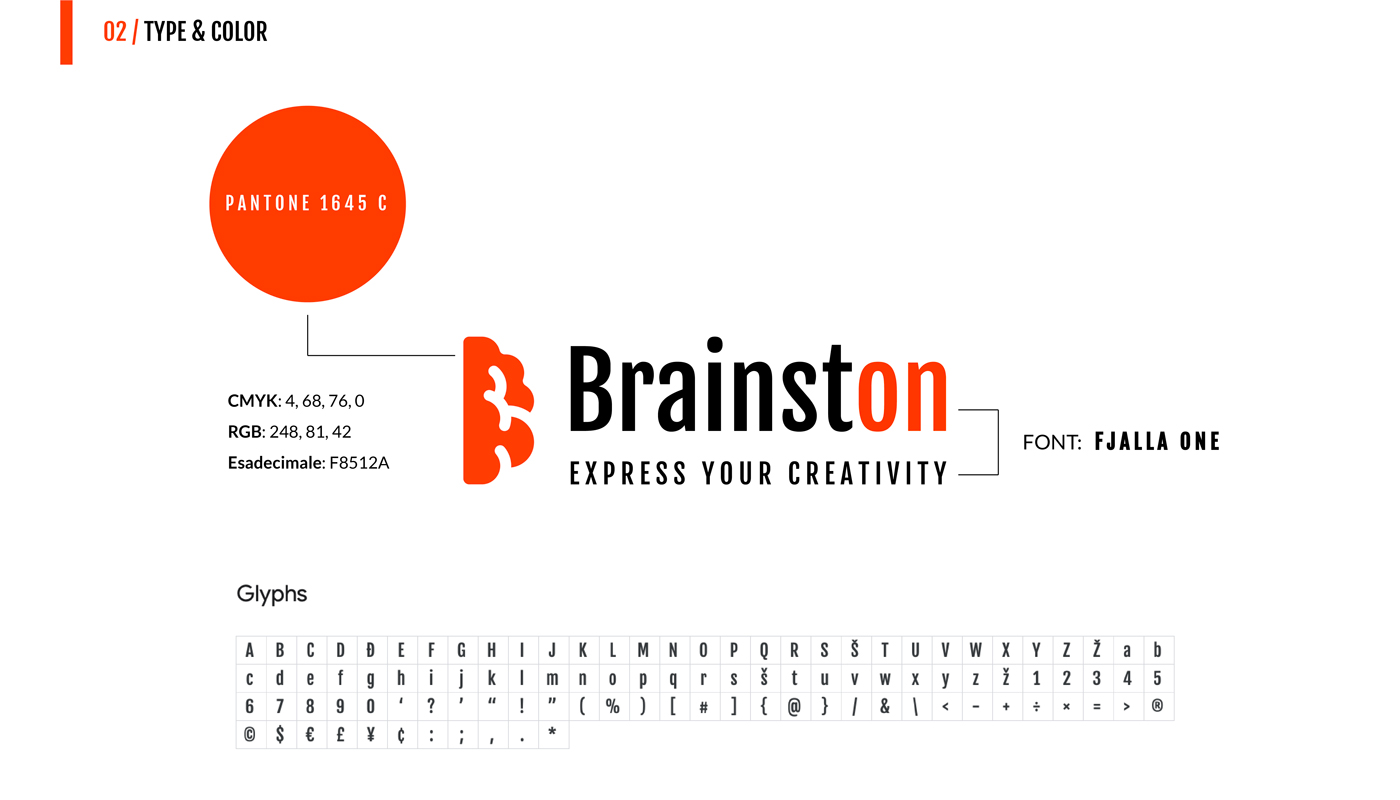 02 / TYPE & COLOR
PANTONE 1645 C
CMYK: 4, 68, 76, 0
RGB: 248, 81, 42
Esadecimale: F8512A
Brainston
EXPRESS YOUR CREATIVITY
FONT: FJALLA ONE
Glyphs
A B C D Đ E F G H I J K L M N O P Q R S Š T U V W X Y Z Ž a b
c d e f g h i j k l m n o p q r s š t u v w x y z ž 1 2 3 4 5
6 7 8 9 0 ‘ ? ’ “ ! ” ( % ) [ # ] { @ } / & \ < - + ÷ × = > ®
© $ € £ ¥ ¢ : ; , . *